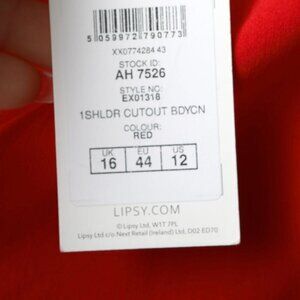 5 059972 790773
XX0774284 43
STOCK ID:
AH 7526
STYLE NO:
EX01316
1SHLDR CUTOUT BDYCN
COLOUR:
RED
UK EU US
16 44 12
LIPSY.COM
© Lipsy Ltd, W1T 7PL
Lipsy Ltd c/o Next Retail (Ireland) Ltd, D02 ED70